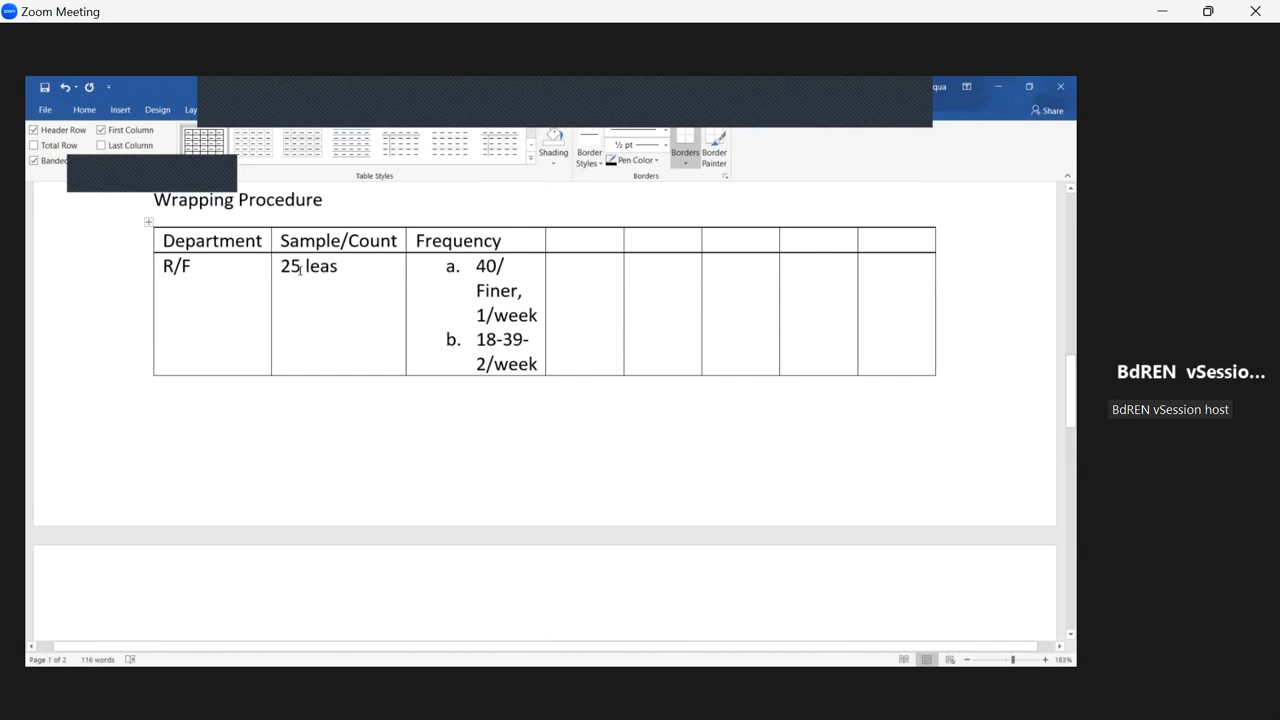 Zoom Meeting
qua
File Home Insert Design Lay
Share
Header Row First Column
Total Row Last Column
Banded
Shading
Border Styles
½ pt
Pen Color
Borders
Border Painter
Table Styles
Borders
Wrapping Procedure
Department Sample/Count Frequency
R/F 25 leas a. 40/
Finer,
1/week
b. 18-39-
2/week
BdREN vSessio...
BdREN vSession host
Page 1 of 2 116 words
183%